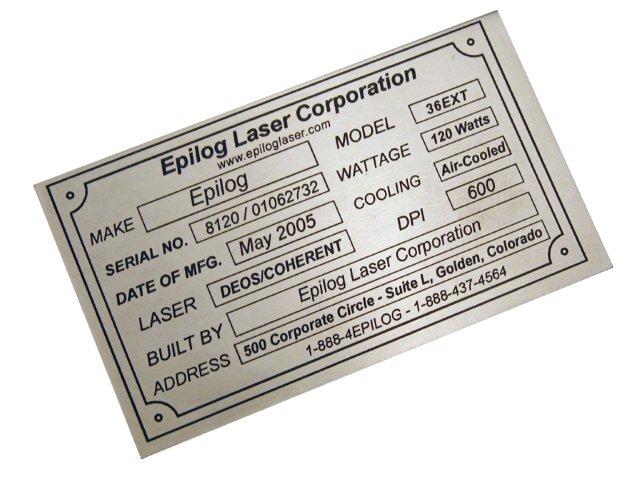 Epilog Laser Corporation
www.epiloglaser.com
MAKE Epilog MODEL 36EXT
SERIAL NO. 8120 / 01062732 WATTAGE 120 Watts
DATE OF MFG. May 2005 COOLING Air-Cooled
LASER DEOS/COHERENT DPI 600
BUILT BY Epilog Laser Corporation
ADDRESS 500 Corporate Circle - Suite L, Golden, Colorado
1-888-4EPILOG - 1-888-437-4564